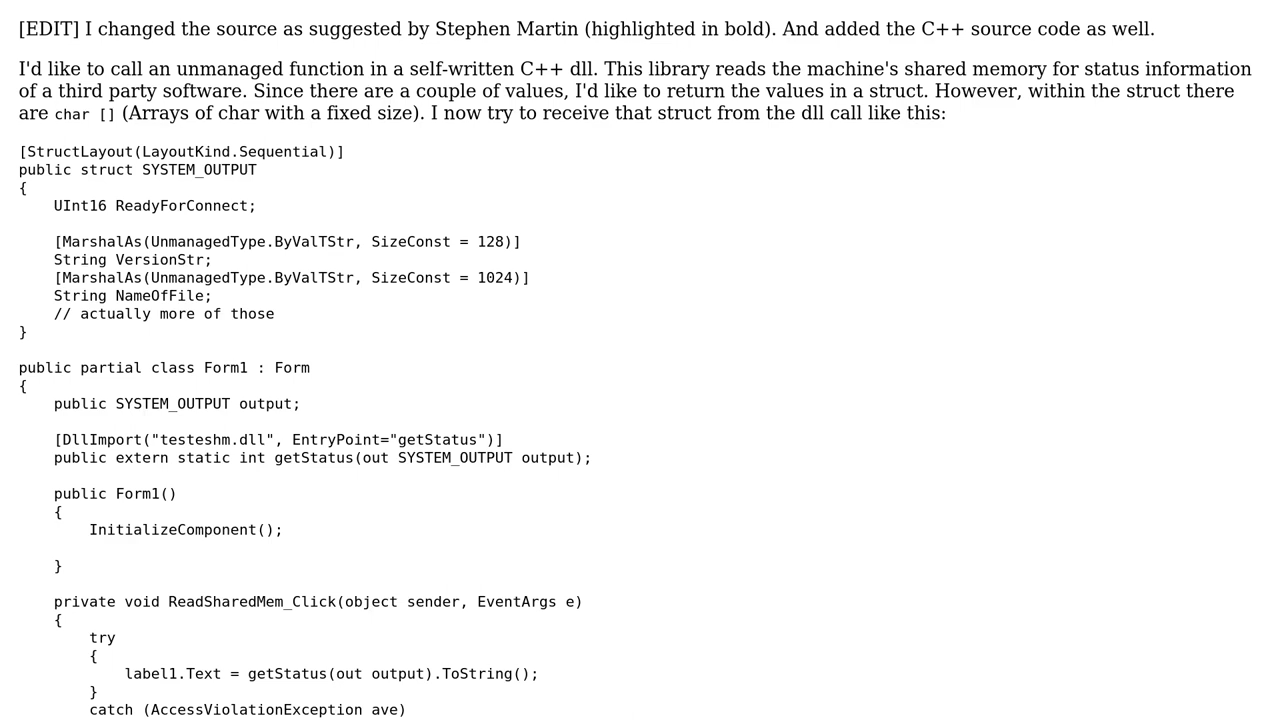 [EDIT] I changed the source as suggested by Stephen Martin (highlighted in bold). And added the C++ source code as well.
I'd like to call an unmanaged function in a self-written C++ dll. This library reads the machine's shared memory for status information
of a third party software. Since there are a couple of values, I'd like to return the values in a struct. However, within the struct there
are char [] (Arrays of char with a fixed size). I now try to receive that struct from the dll call like this:
[StructLayout(LayoutKind.Sequential)]
public struct SYSTEM_OUTPUT
{
    UInt16 ReadyForConnect;
    [MarshalAs(UnmanagedType.ByValTStr, SizeConst = 128)]
    String VersionStr;
    [MarshalAs(UnmanagedType.ByValTStr, SizeConst = 1024)]
    String NameOfFile;
    // actually more of those
}
public partial class Form1 : Form
{
    public SYSTEM_OUTPUT output;
    [DllImport("testeshm.dll", EntryPoint="getStatus")]
    public extern static int getStatus(out SYSTEM_OUTPUT output);
    public Form1()
    {
        InitializeComponent();
    }
    private void ReadSharedMem_Click(object sender, EventArgs e)
    {
        try
        {
            label1.Text = getStatus(out output).ToString();
        }
        catch (AccessViolationException ave)